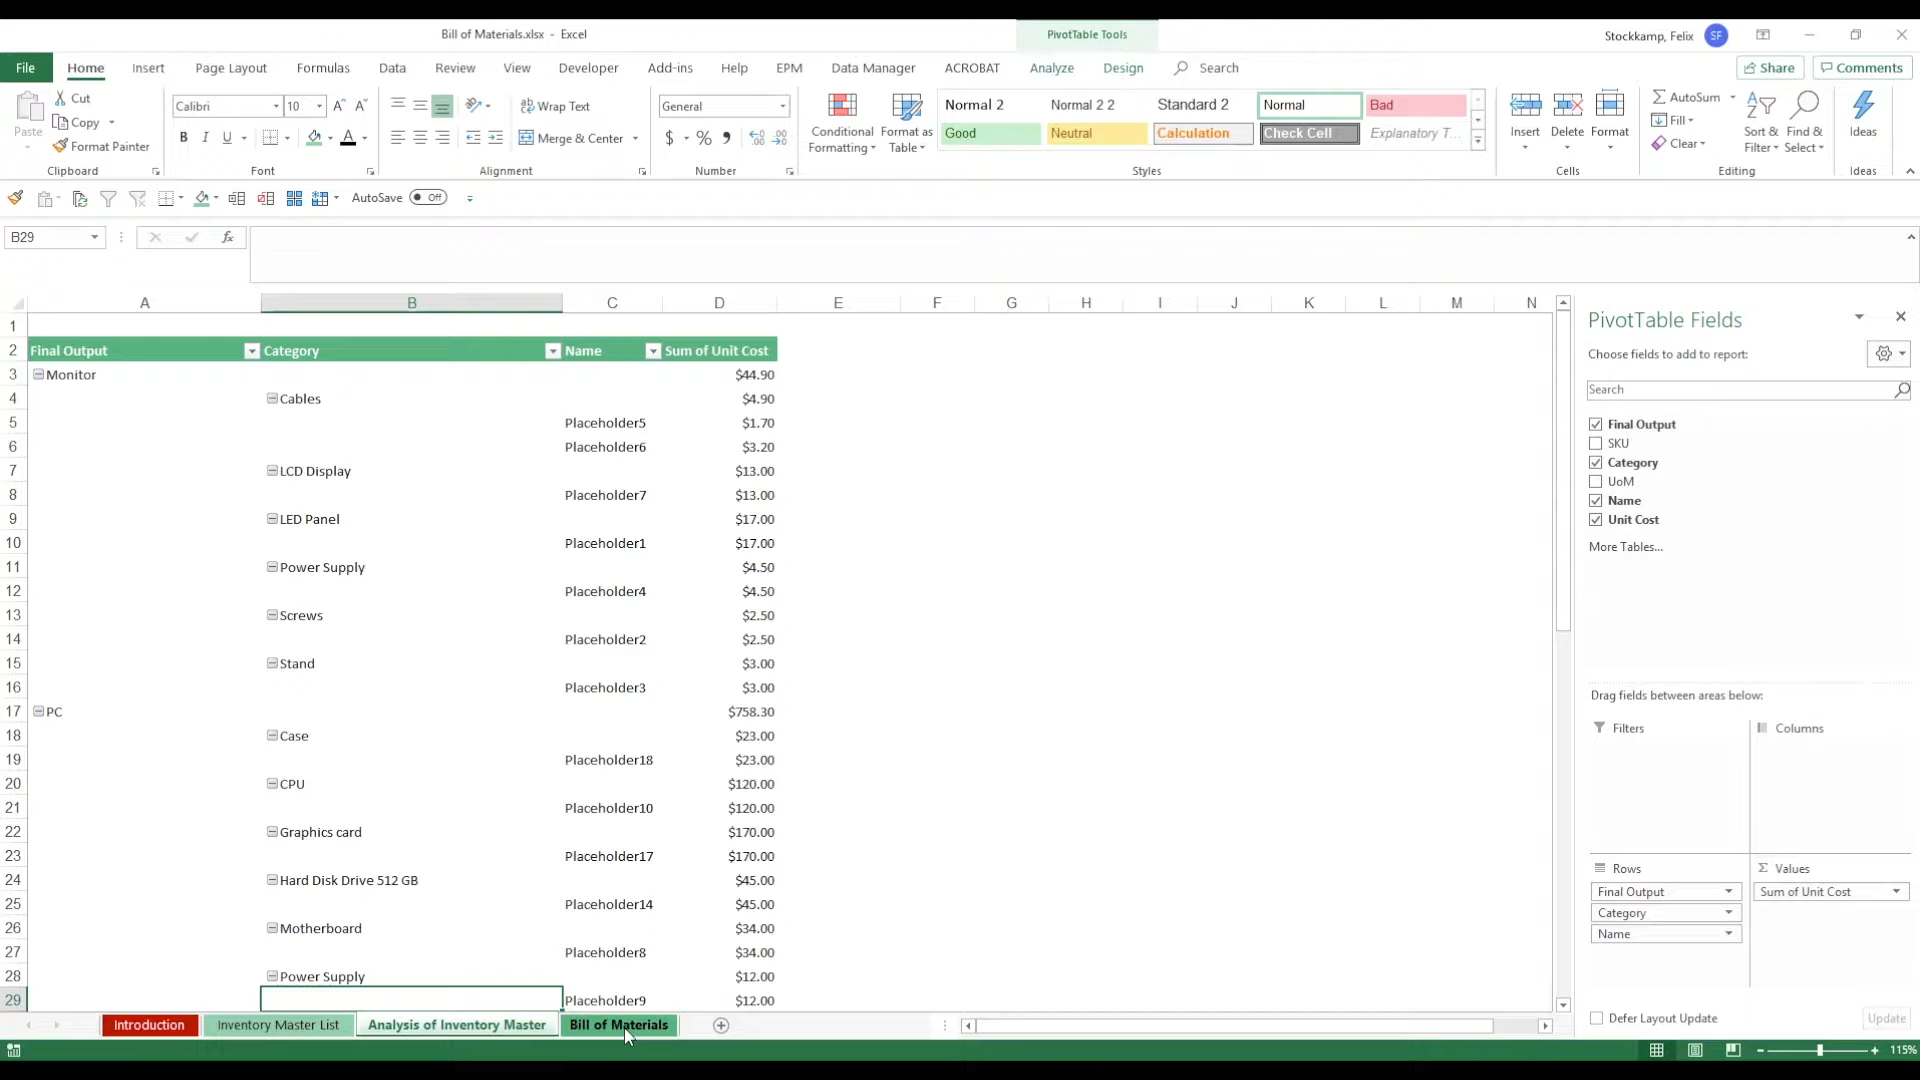 Bill of Materials.xlsx - Excel
PivotTable Tools
Stockkamp, Felix
SF
File Home Insert Page Layout Formulas Data Review View Developer Add-ins Help EPM Data Manager ACROBAT Analyze Design Search
Share
Comments
Paste
Cut
Copy
Format Painter
Clipboard
Calibri 10
B I U
Font
Wrap Text
Merge & Center
Alignment
General
$ % 9
Number
Conditional Formatting
Format as Table
Normal 2 Normal 2 2 Standard 2 Normal Bad
Good Neutral Calculation Check Cell Explanatory T...
Styles
Insert Delete Format
Cells
AutoSum
Fill
Clear
Sort & Filter
Find & Select
Editing
Ideas
Ideas
AutoSave Off
B29
fx
A B C D E F G H I J K L M N
1
2 Final Output Category Name Sum of Unit Cost
3 Monitor $44.90
4 Cables $4.90
5 Placeholder5 $1.70
6 Placeholder6 $3.20
7 LCD Display $13.00
8 Placeholder7 $13.00
9 LED Panel $17.00
10 Placeholder1 $17.00
11 Power Supply $4.50
12 Placeholder4 $4.50
13 Screws $2.50
14 Placeholder2 $2.50
15 Stand $3.00
16 Placeholder3 $3.00
17 PC $758.30
18 Case $23.00
19 Placeholder18 $23.00
20 CPU $120.00
21 Placeholder10 $120.00
22 Graphics card $170.00
23 Placeholder17 $170.00
24 Hard Disk Drive 512 GB $45.00
25 Placeholder14 $45.00
26 Motherboard $34.00
27 Placeholder8 $34.00
28 Power Supply $12.00
29 Placeholder9 $12.00
PivotTable Fields
Choose fields to add to report:
Search
Final Output
SKU
Category
UoM
Name
Unit Cost
More Tables...
Drag fields between areas below:
Filters
Columns
Rows
Values
Final Output
Sum of Unit Cost
Category
Name
Defer Layout Update
Update
Introduction Inventory Master List Analysis of Inventory Master Bill of Materials
115%